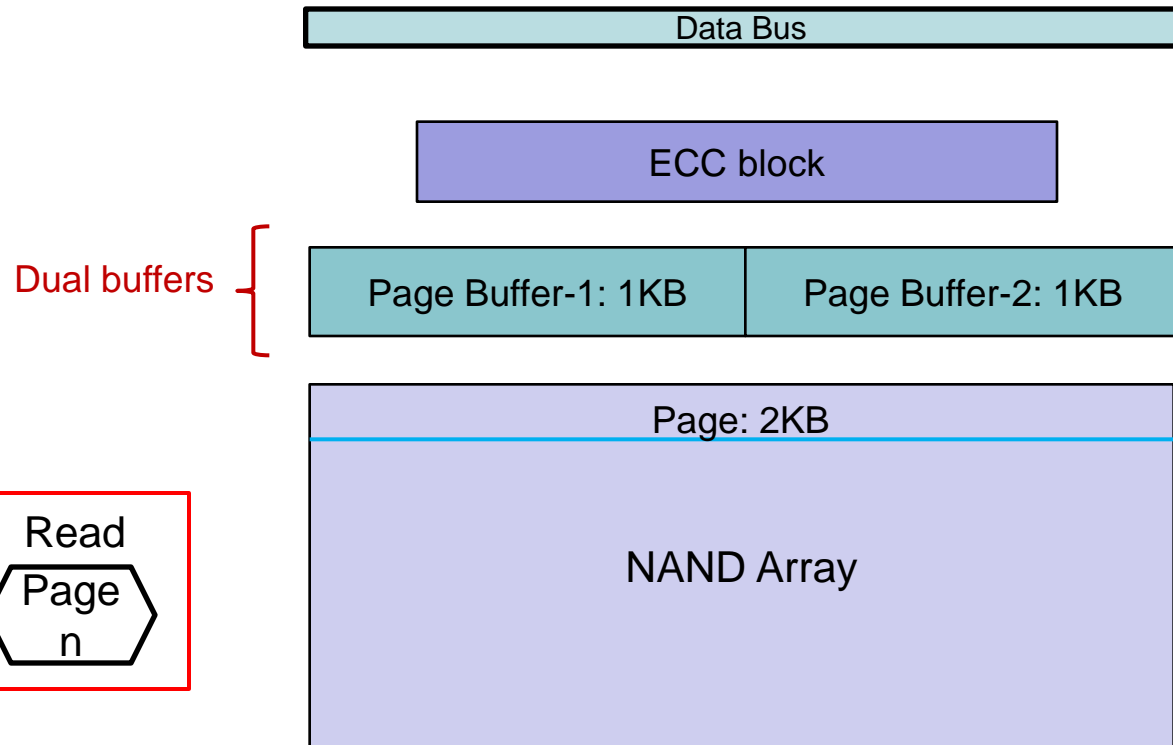 Data Bus
ECC block
Dual buffers
Page Buffer-1: 1KB
Page Buffer-2: 1KB
Page: 2KB
NAND Array
Read
Page
n